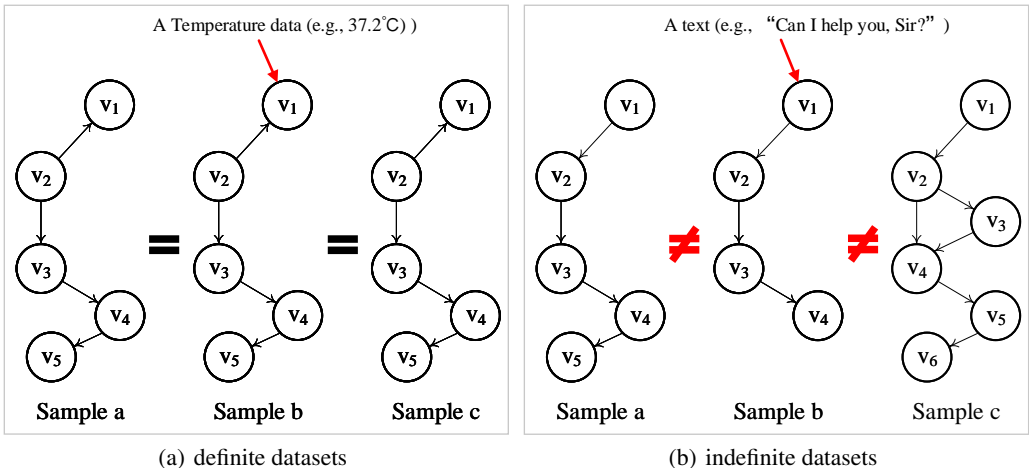 A Temperature data (e.g., 37.2℃) )
v1
v2
v3
v4
v5
Sample a
=
v1
v2
v3
v4
v5
Sample b
=
v1
v2
v3
v4
v5
Sample c
(a) definite datasets
A text (e.g., “Can I help you, Sir?” )
v1
v2
v3
v4
v5
Sample a
≠
v1
v2
v3
v4
Sample b
≠
v1
v2
v3
v4
v5
v6
Sample c
(b) indefinite datasets